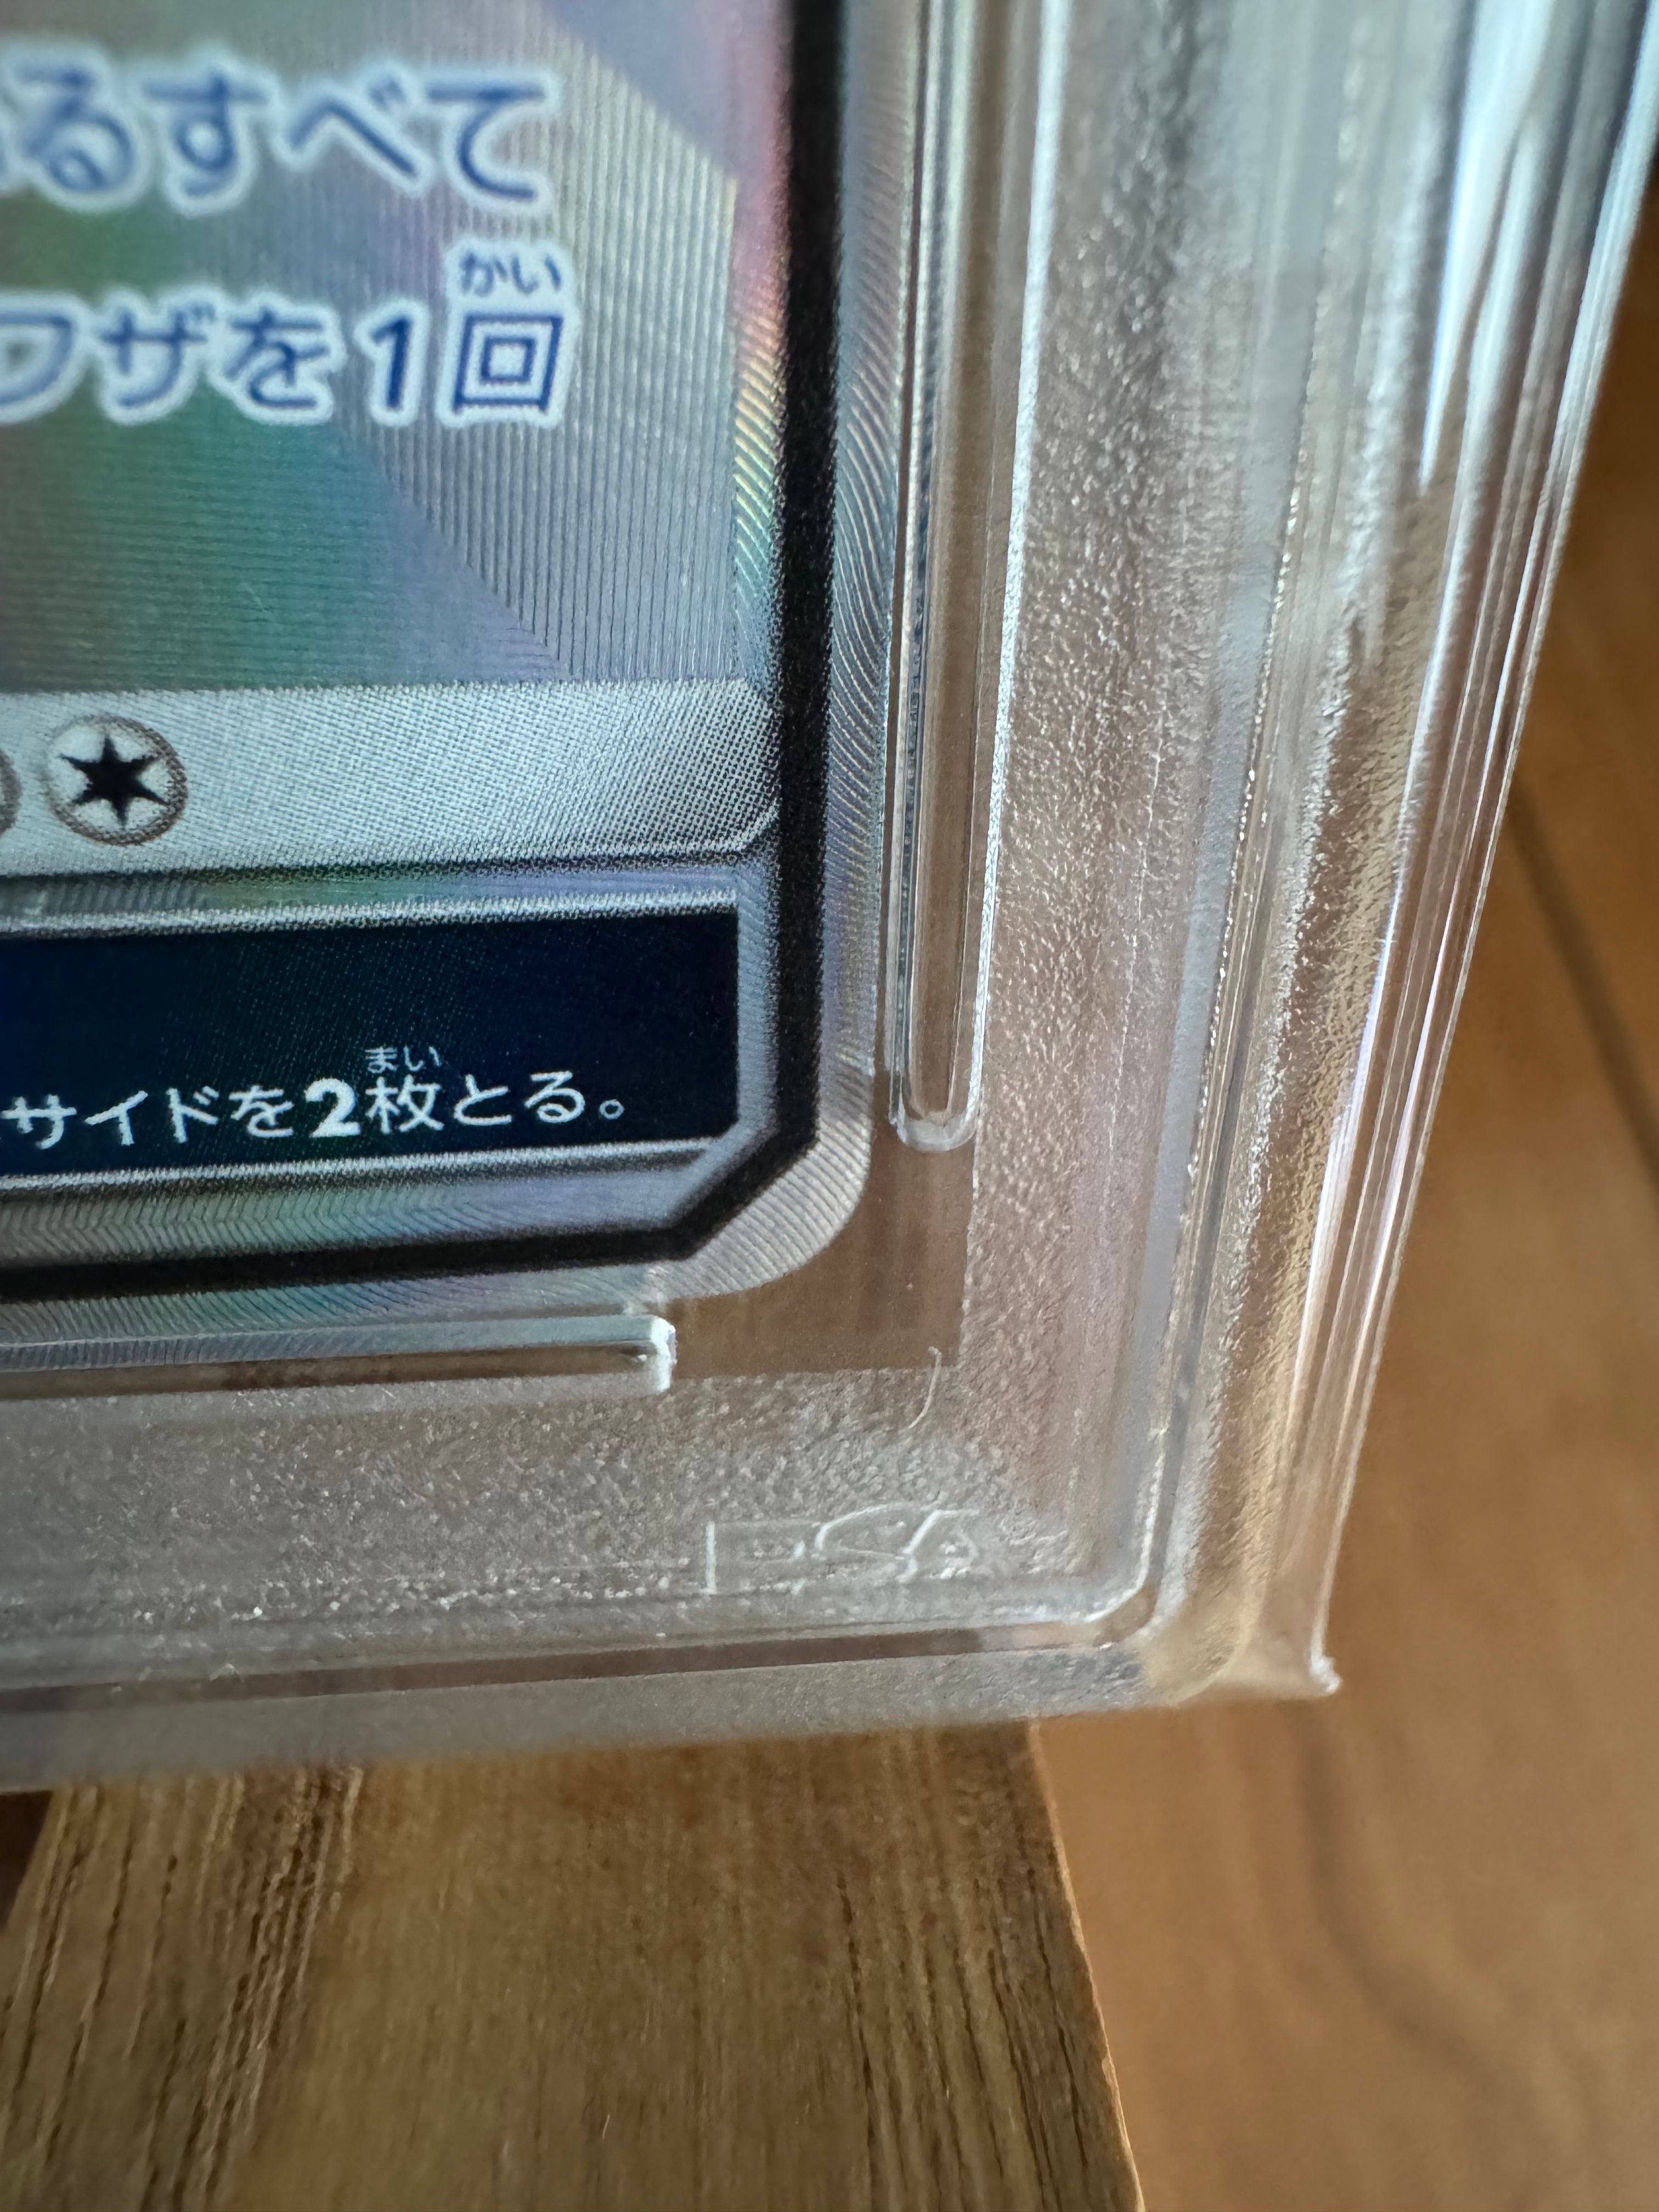 るすべて
ワザを1回
かい
サイドを2枚とる。
まい
PSA